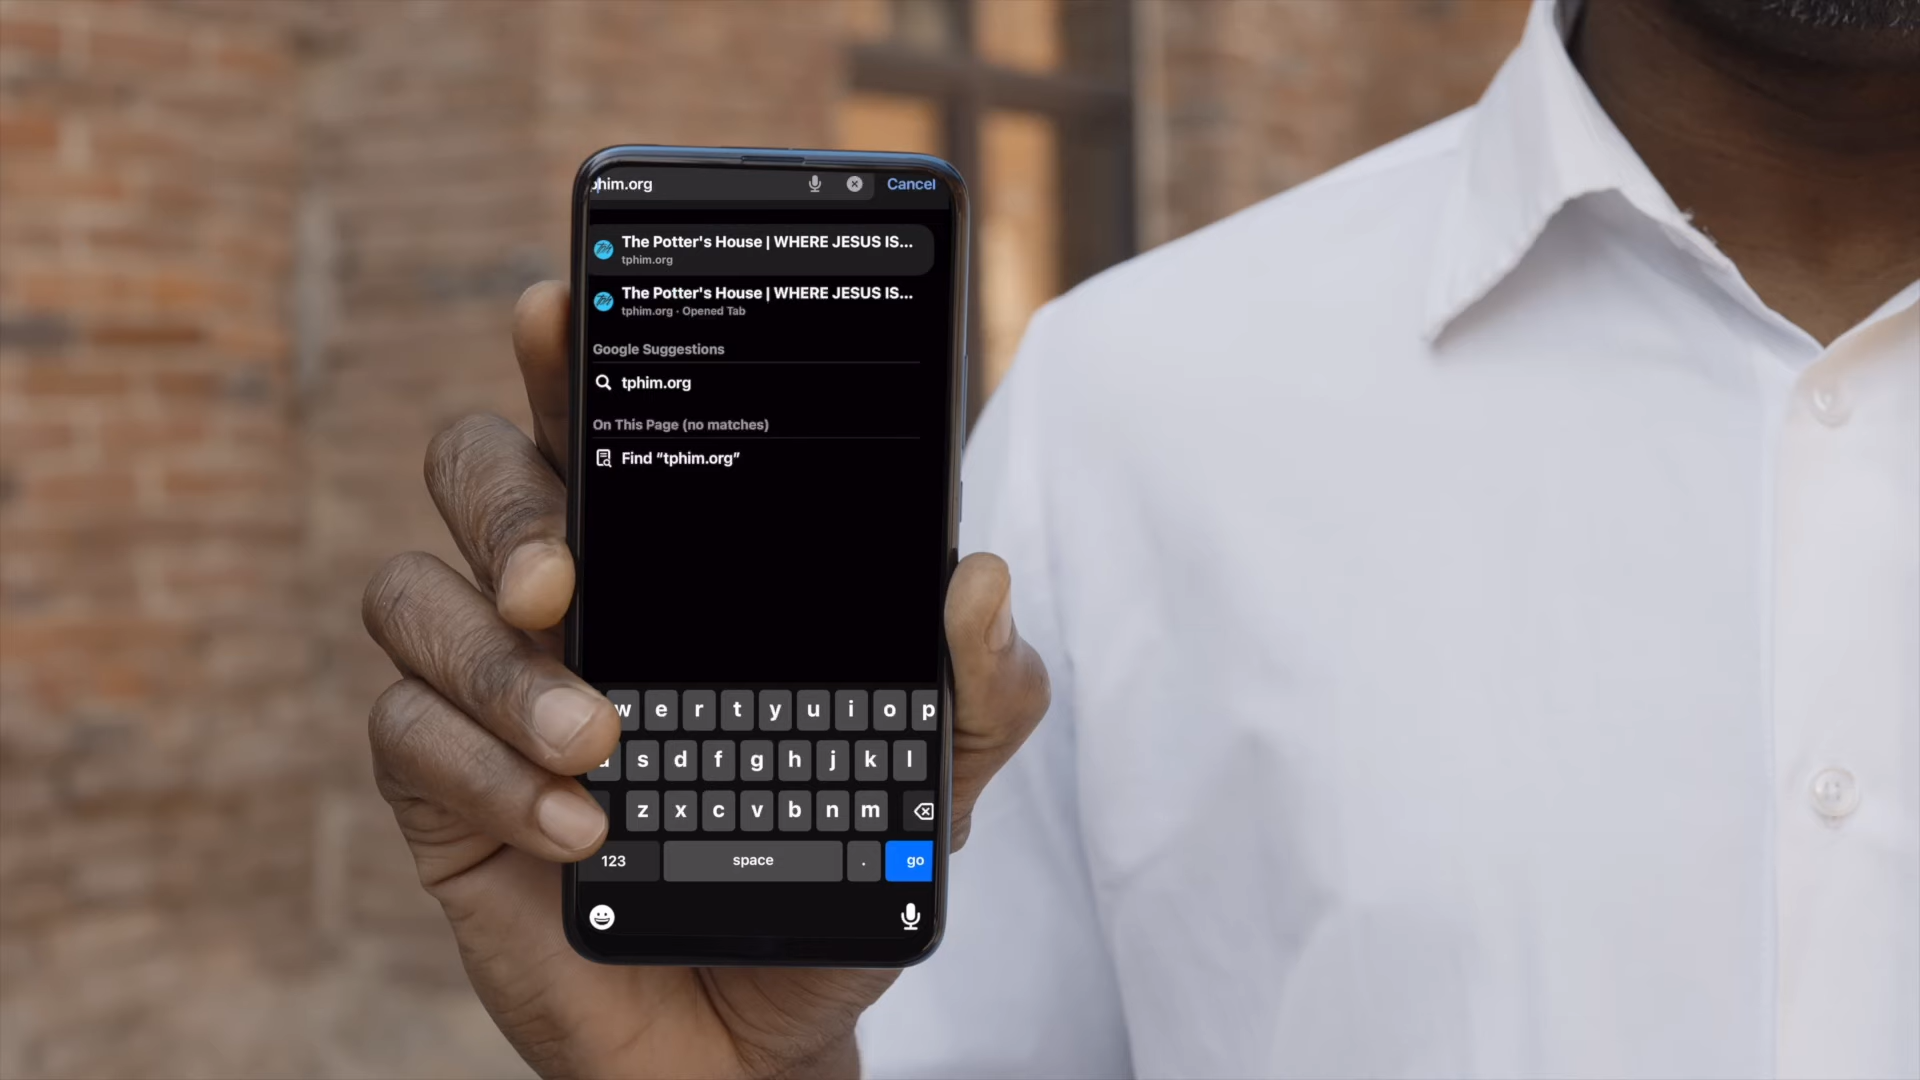 phim.org
Cancel
The Potter's House | WHERE JESUS IS...
tphim.org
The Potter's House | WHERE JESUS IS...
tphim.org · Opened Tab
Google Suggestions
tphim.org
On This Page (no matches)
Find “tphim.org”
w e r t y u i o p
a s d f g h j k l
z x c v b n m
123 space . go